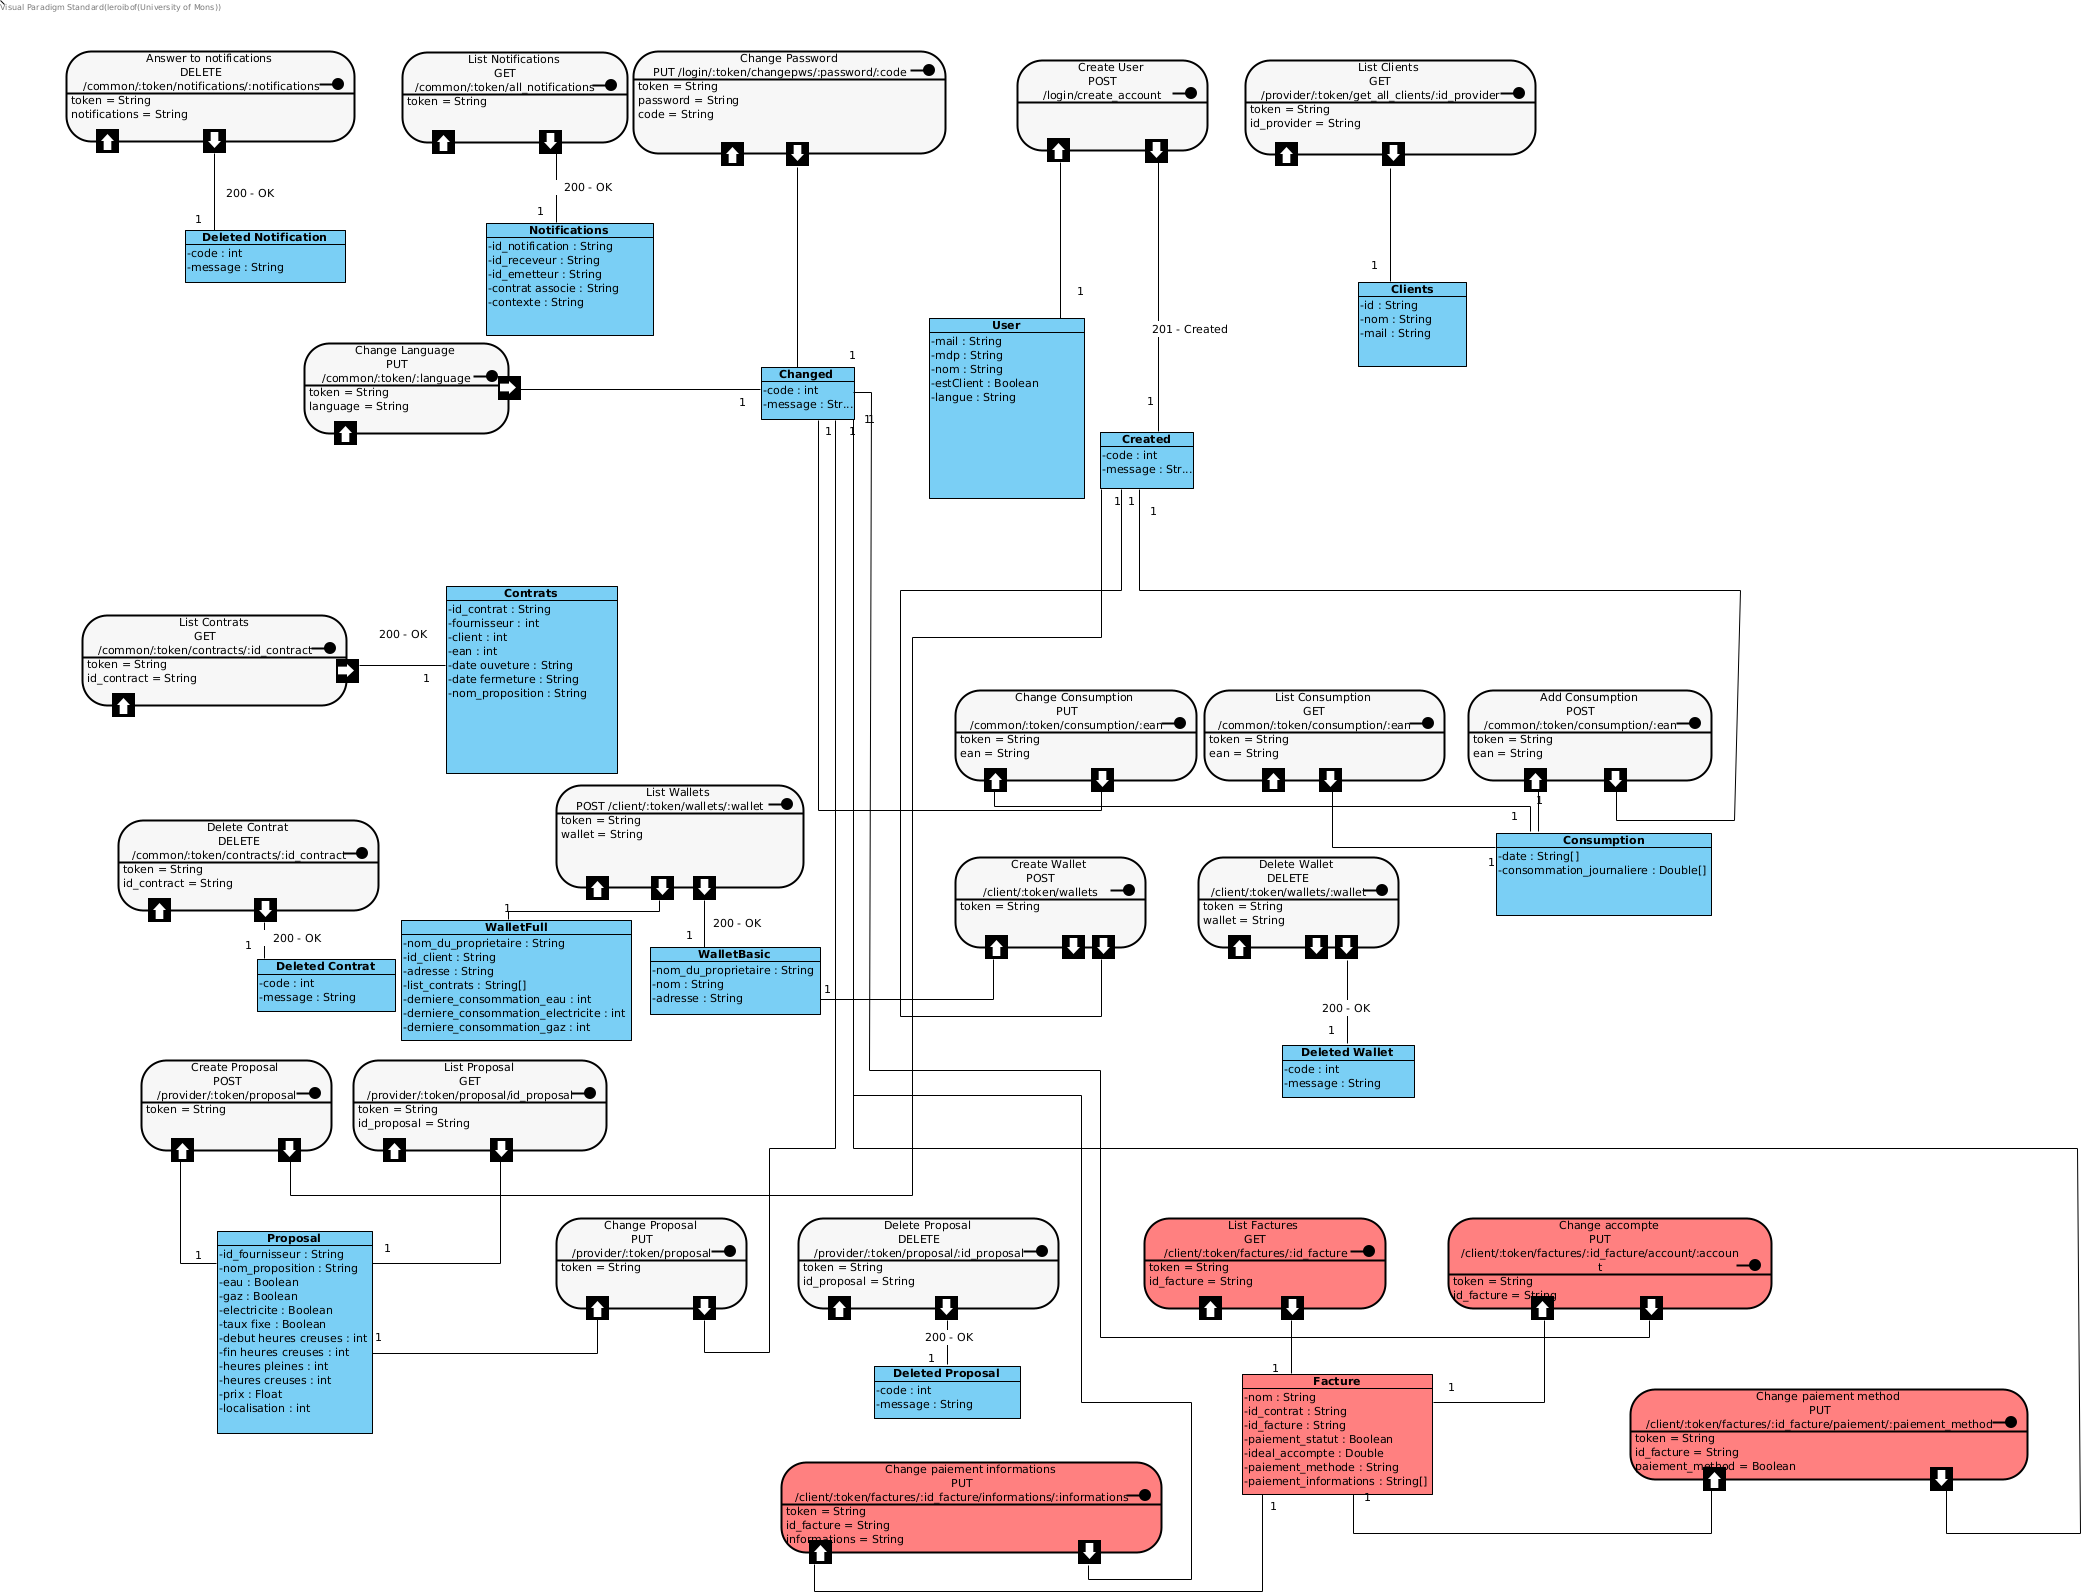 Visual Paradigm Standard(leroibof(University of Mons))
Answer to notifications
DELETE
/common/:token/notifications/:notifications
token = String
notifications = String
200 - OK
1
Deleted Notification
-code : int
-message : String
List Notifications
GET
/common/:token/all_notifications
token = String
200 - OK
1
Notifications
-id_notification : String
-id_receveur : String
-id_emetteur : String
-contrat associe : String
-contexte : String
Change Password
PUT /login/:token/changepws/:password/:code
token = String
password = String
code = String
1
Create User
POST
/login/create_account
1
201 - Created
1
List Clients
GET
/provider/:token/get_all_clients/:id_provider
token = String
id_provider = String
1
Clients
-id : String
-nom : String
-mail : String
User
-mail : String
-mdp : String
-nom : String
-estClient : Boolean
-langue : String
Change Language
PUT
/common/:token/:language
token = String
language = String
1
Changed
-code : int
-message : Str...
1
1
1
1
Created
-code : int
-message : Str...
1
1
1
List Contrats
GET
/common/:token/contracts/:id_contract
token = String
id_contract = String
200 - OK
1
Contrats
-id_contrat : String
-fournisseur : int
-client : int
-ean : int
-date ouveture : String
-date fermeture : String
-nom_proposition : String
Change Consumption
PUT
/common/:token/consumption/:ean
token = String
ean = String
List Consumption
GET
/common/:token/consumption/:ean
token = String
ean = String
Add Consumption
POST
/common/:token/consumption/:ean
token = String
ean = String
1
1
1
Consumption
-date : String[]
-consommation_journaliere : Double[]
List Wallets
POST /client/:token/wallets/:wallet
token = String
wallet = String
1
200 - OK
1
Delete Contrat
DELETE
/common/:token/contracts/:id_contract
token = String
id_contract = String
200 - OK
1
Deleted Contrat
-code : int
-message : String
WalletFull
-nom_du_proprietaire : String
-id_client : String
-adresse : String
-list_contrats : String[]
-derniere_consommation_eau : int
-derniere_consommation_electricite : int
-derniere_consommation_gaz : int
WalletBasic
-nom_du_proprietaire : String
-nom : String
-adresse : String
1
Create Wallet
POST
/client/:token/wallets
token = String
Delete Wallet
DELETE
/client/:token/wallets/:wallet
token = String
wallet = String
200 - OK
1
Deleted Wallet
-code : int
-message : String
Create Proposal
POST
/provider/:token/proposal
token = String
List Proposal
GET
/provider/:token/proposal/id_proposal
token = String
id_proposal = String
1
1
1
Proposal
-id_fournisseur : String
-nom_proposition : String
-eau : Boolean
-gaz : Boolean
-electricite : Boolean
-taux fixe : Boolean
-debut heures creuses : int
-fin heures creuses : int
-heures pleines : int
-heures creuses : int
-prix : Float
-localisation : int
Change Proposal
PUT
/provider/:token/proposal
token = String
Delete Proposal
DELETE
/provider/:token/proposal/:id_proposal
token = String
id_proposal = String
200 - OK
1
Deleted Proposal
-code : int
-message : String
List Factures
GET
/client/:token/factures/:id_facture
token = String
id_facture = String
1
Change accompte
PUT
/client/:token/factures/:id_facture/account/:accoun
t
token = String
id_facture = String
1
Facture
-nom : String
-id_contrat : String
-id_facture : String
-paiement_statut : Boolean
-ideal_accompte : Double
-paiement_methode : String
-paiement_informations : String[]
1
1
Change paiement method
PUT
/client/:token/factures/:id_facture/paiement/:paiement_method
token = String
id_facture = String
paiement_method = Boolean
Change paiement informations
PUT
/client/:token/factures/:id_facture/informations/:informations
token = String
id_facture = String
informations = String